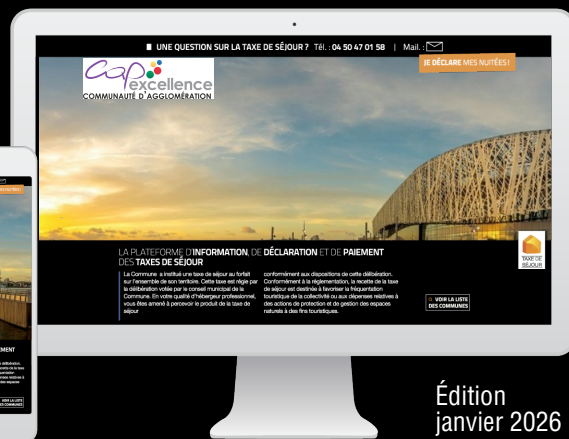 UNE QUESTION SUR LA TAXE DE SÉJOUR ? Tél. : 04 50 47 01 58 | Mail. :
JE DÉCLARE MES NUITÉES !
cap excellence
COMMUNAUTÉ D'AGGLOMÉRATION
LA PLATEFORME D'INFORMATION, DE DÉCLARATION ET DE PAIEMENT
DES TAXES DE SÉJOUR
La Commune a institué une taxe de séjour au forfait
sur l'ensemble de son territoire. Cette taxe est régie par
la délibération votée par le conseil municipal de la
Commune. En votre qualité d'hébergeur professionnel,
vous êtes amené à percevoir le produit de la taxe de
séjour
conformément aux dispositions de cette délibération.
Conformément à la réglementation, la recette de la taxe
de séjour est destinée à favoriser la fréquentation
touristique de la collectivité ou aux dépenses relatives à
des actions de protection et de gestion des espaces
naturels à des fins touristiques.
TAXE DE
SÉJOUR
VOIR LA LISTE
DES COMMUNES
Édition
janvier 2026